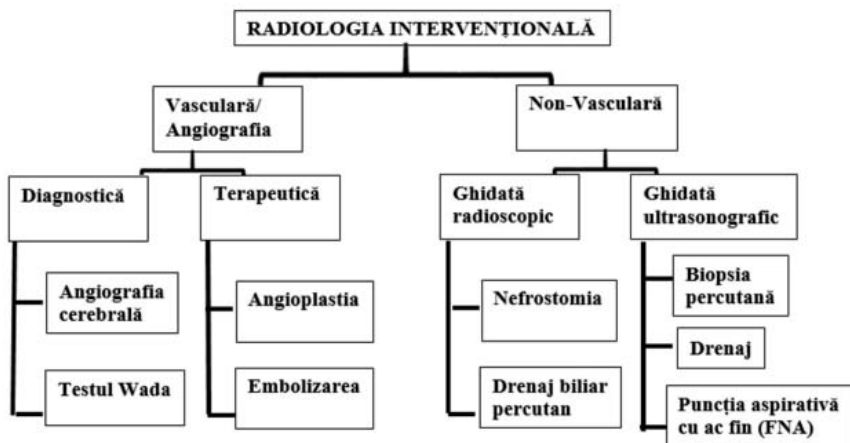 RADIOLOGIA INTERVENȚIONALĂ
Vasculară/
Angiografia
Non-Vasculară
Diagnostică
Terapeutică
Ghidată
radioscopic
Ghidată
ultrasonografic
Angiografia
cerebrală
Testul Wada
Angioplastia
Embolizarea
Nefrostomia
Drenaj biliar
percutan
Biopsia
percutană
Drenaj
Puncția aspirativă
cu ac fin (FNA)